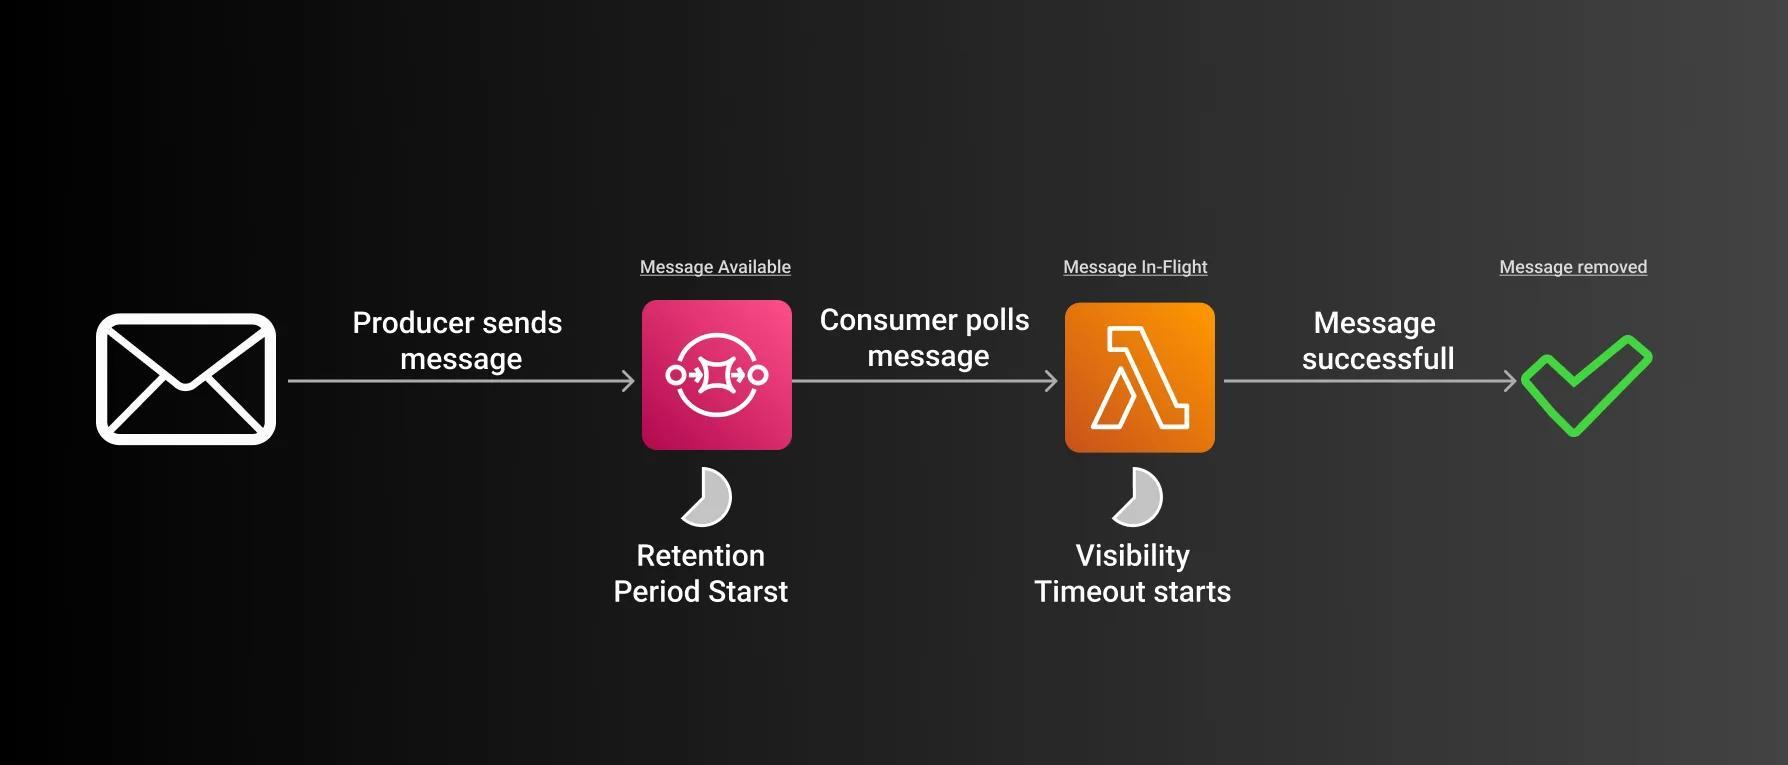 Message Available
Message In-Flight
Message removed
Producer sends
message
Consumer polls
message
Message
successfull
Retention
Period Starst
Visibility
Timeout starts